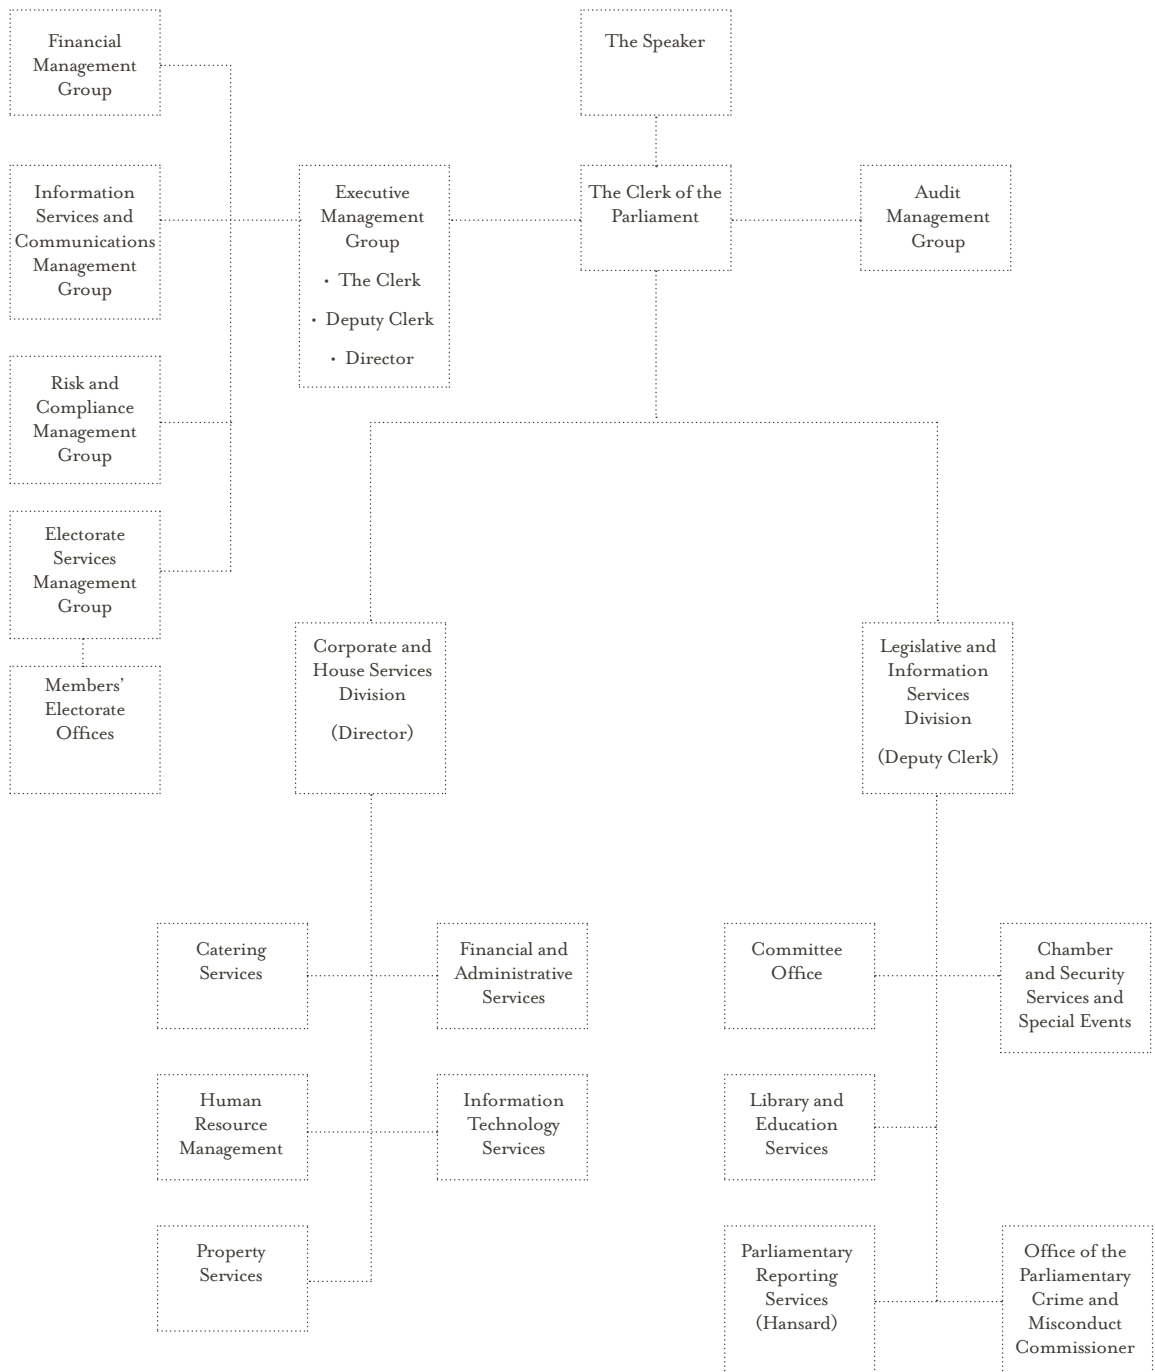 Financial
Management
Group
The Speaker
Information
Services and
Communications
Management
Group
Executive
Management
Group
• The Clerk
• Deputy Clerk
• Director
The Clerk of the
Parliament
Audit
Management
Group
Risk and
Compliance
Management
Group
Electorate
Services
Management
Group
Members’
Electorate
Offices
Corporate and
House Services
Division
(Director)
Legislative and
Information
Services
Division
(Deputy Clerk)
Catering
Services
Financial and
Administrative
Services
Committee
Office
Chamber
and Security
Services and
Special Events
Human
Resource
Management
Information
Technology
Services
Library and
Education
Services
Property
Services
Parliamentary
Reporting
Services
(Hansard)
Office of the
Parliamentary
Crime and
Misconduct
Commissioner